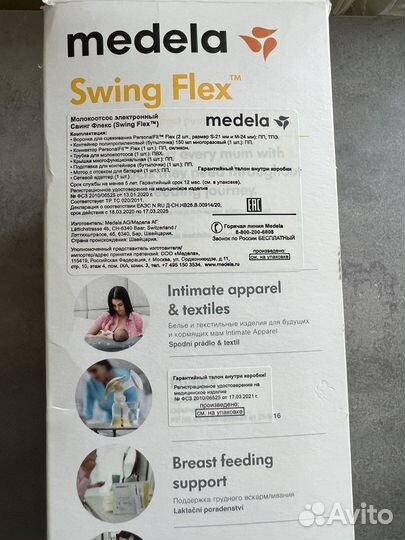 medela
Swing Flex™
Молокоотсос электронный
Свинг Флекс (Swing Flex™)
medela
Комплектация:
- Воронка для сцеживания PersonalFit™ Flex (2 шт., размер S-21 мм и M-24 мм): ПП, ТПЭ.
- Контейнер полипропиленовый (бутылочка) 150 мл многоразовый (1 шт.): ПП.
- Коннектор PersonalFit™ Flex (1 шт.): ПП, силикон.
- Трубка для молокоотсоса (1 шт.): ПВХ.
- Крышка многофункциональная (1 шт.): ПП.
- Подставка для контейнера (бутылочки) (1 шт.): ПП.
- Мотор с отсеком для батарей (1 шт.): ПП.
- Сетевой адаптер (1 шт.).
Гарантийный талон внутри коробки
Срок службы не менее 5 лет. Гарантийный срок 12 мес. (см. в упаковке).
№ ФСЗ 2010/06525 от 13.01.2020 г.
Соответствует ТР ТС 020/2011.
Декларация о соответствии ЕАЭС N RU Д-CH.НВ28.В.00914/20,
срок действия с 18.03.2020 по 17.03.2025
EAC
Изготовитель: Medela AG/Медела АГ
Lättichstrasse 4b, CH-6340 Baar, Switzerland /
Латтихштрассе, 4б, 6340, Бар, Швейцария.
Страна происхождения: Швейцария.
Горячая линия Medela
8-800-200-6808
Звонок по России БЕСПЛАТНЫЙ
Уполномоченный представитель изготовителя/
импортер/адрес принятия претензий: ООО «Медела»,
115419, Российская Федерация, г. Москва, ул. Орджоникидзе, д. 11,
стр. 10, этаж 4, пом. IXA, комн. 3, тел. +7 495 150 3534. www.medela.ru
произведено:
см. на упаковке
Intimate apparel
& textiles
Белье и текстильные изделия для будущих
и кормящих мам Intimate Apparel
Spodní prádlo & textil
Гарантийный талон внутри коробки!
Регистрационное удостоверение на
медицинское изделие
№ ФСЗ 2010/06525 от 17.03.2021 г.
произведено:
см. на упаковке
16
Breast feeding
support
Поддержка грудного вскармливания
Laktační poradenství
Avito